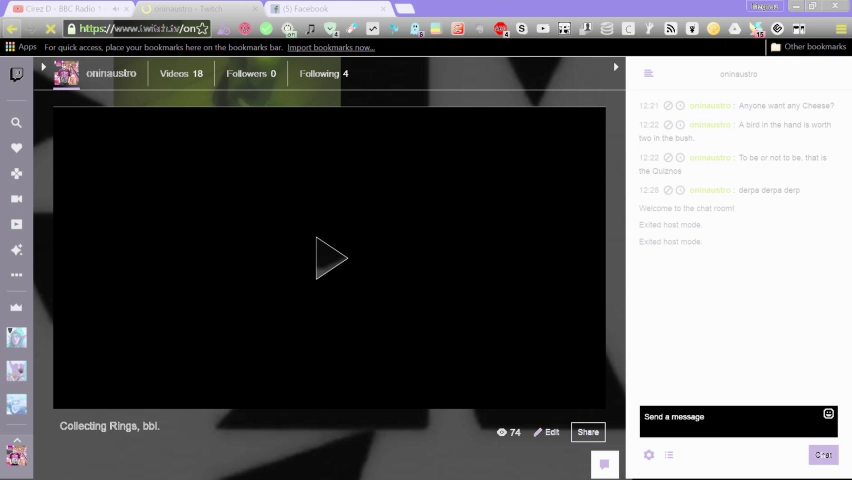 Cirez D - BBC Radio 1
oninaustro - Twitch
(5) Facebook
https://www.twitch.tv/on
Apps
For quick access, place your bookmarks here on the bookmarks bar. Import bookmarks now...
Other bookmarks
oninaustro Videos 18 Followers 0 Following 4
oninaustro
12:21 oninaustro : Anyone want any Cheese?
12:22 oninaustro : A bird in the hand is worth
two in the bush.
12:22 oninaustro : To be or not to be, that is
the Quiznos
12:28 oninaustro : derpa derpa derp
Welcome to the chat room!
Exited host mode.
Exited host mode.
Collecting Rings, bbl.
74 Edit Share
Send a message
Chat